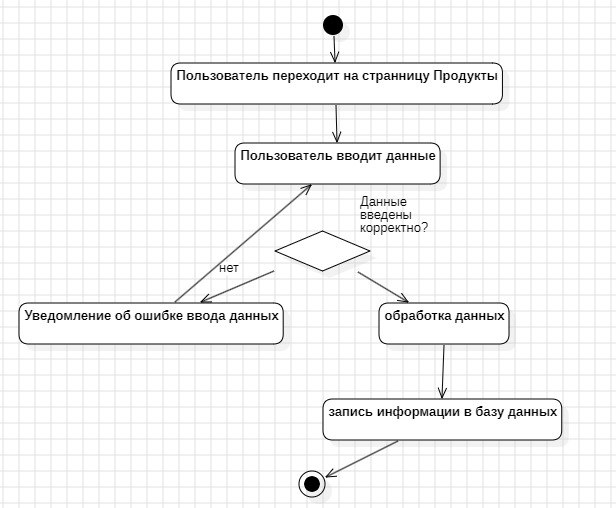 Пользователь переходит на странницу Продукты
Пользователь вводит данные
Данные
введены
корректно?
нет
Уведомление об ошибке ввода данных
обработка данных
запись информации в базу данных